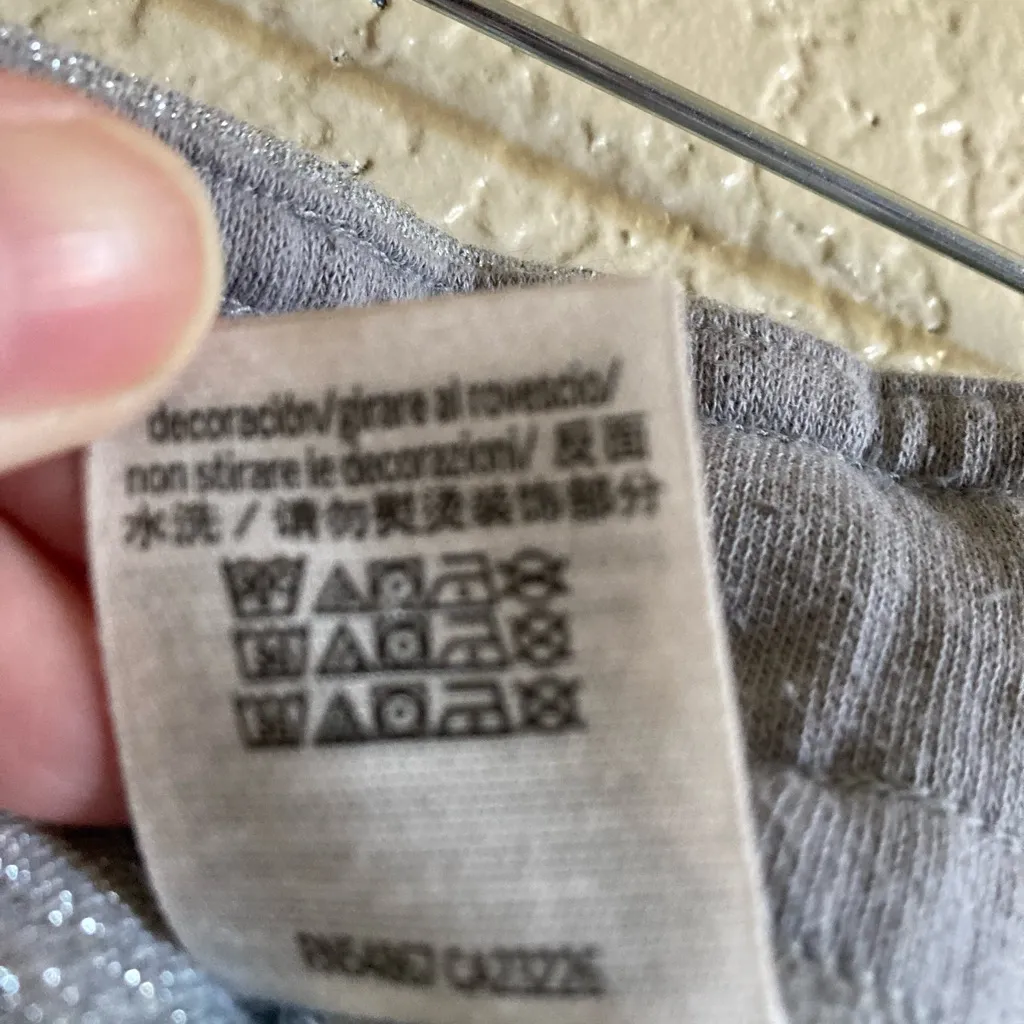 decoración/girare al rovescio/
non stirare le decorazioni/ 反面
水洗 / 请勿熨烫装饰部分
CA23226